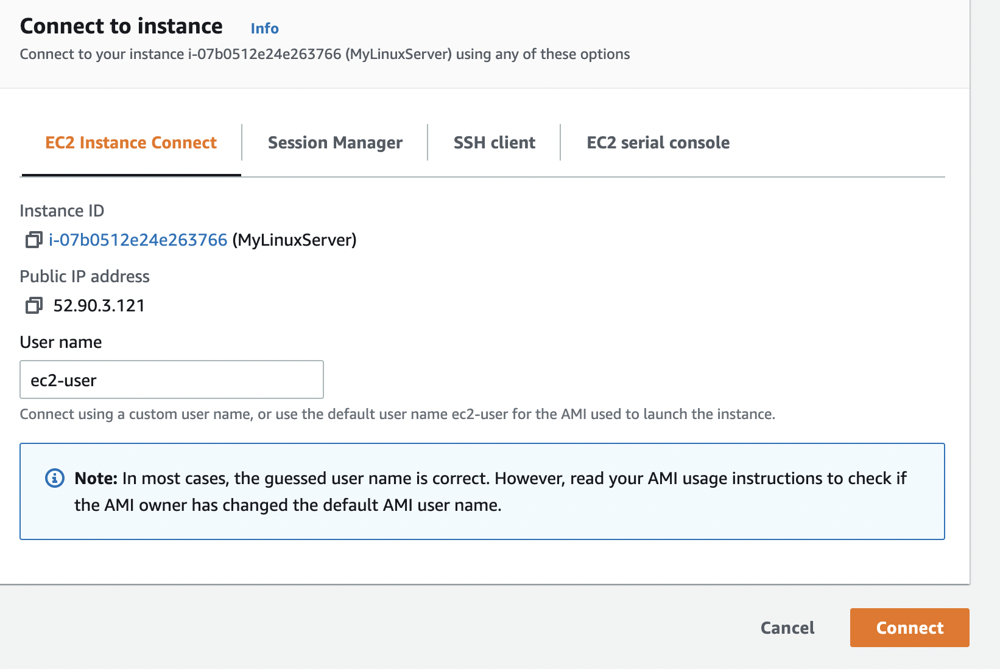 Connect to instance Info
Connect to your instance i-07b0512e24e263766 (MyLinuxServer) using any of these options
EC2 Instance Connect Session Manager SSH client EC2 serial console
Instance ID
i-07b0512e24e263766 (MyLinuxServer)
Public IP address
52.90.3.121
User name
ec2-user
Connect using a custom user name, or use the default user name ec2-user for the AMI used to launch the instance.
Note: In most cases, the guessed user name is correct. However, read your AMI usage instructions to check if
the AMI owner has changed the default AMI user name.
Cancel Connect